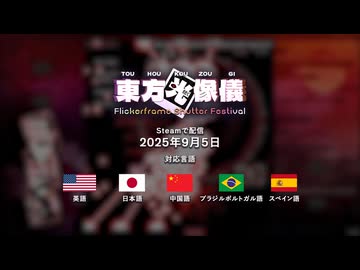 TOU HOU KOU ZOU GI
東方光像儀
Flickerframe Shutter Festival
Steamで配信
2025年9月5日
対応言語
英語 日本語 中国語 ブラジルポルトガル語 スペイン語